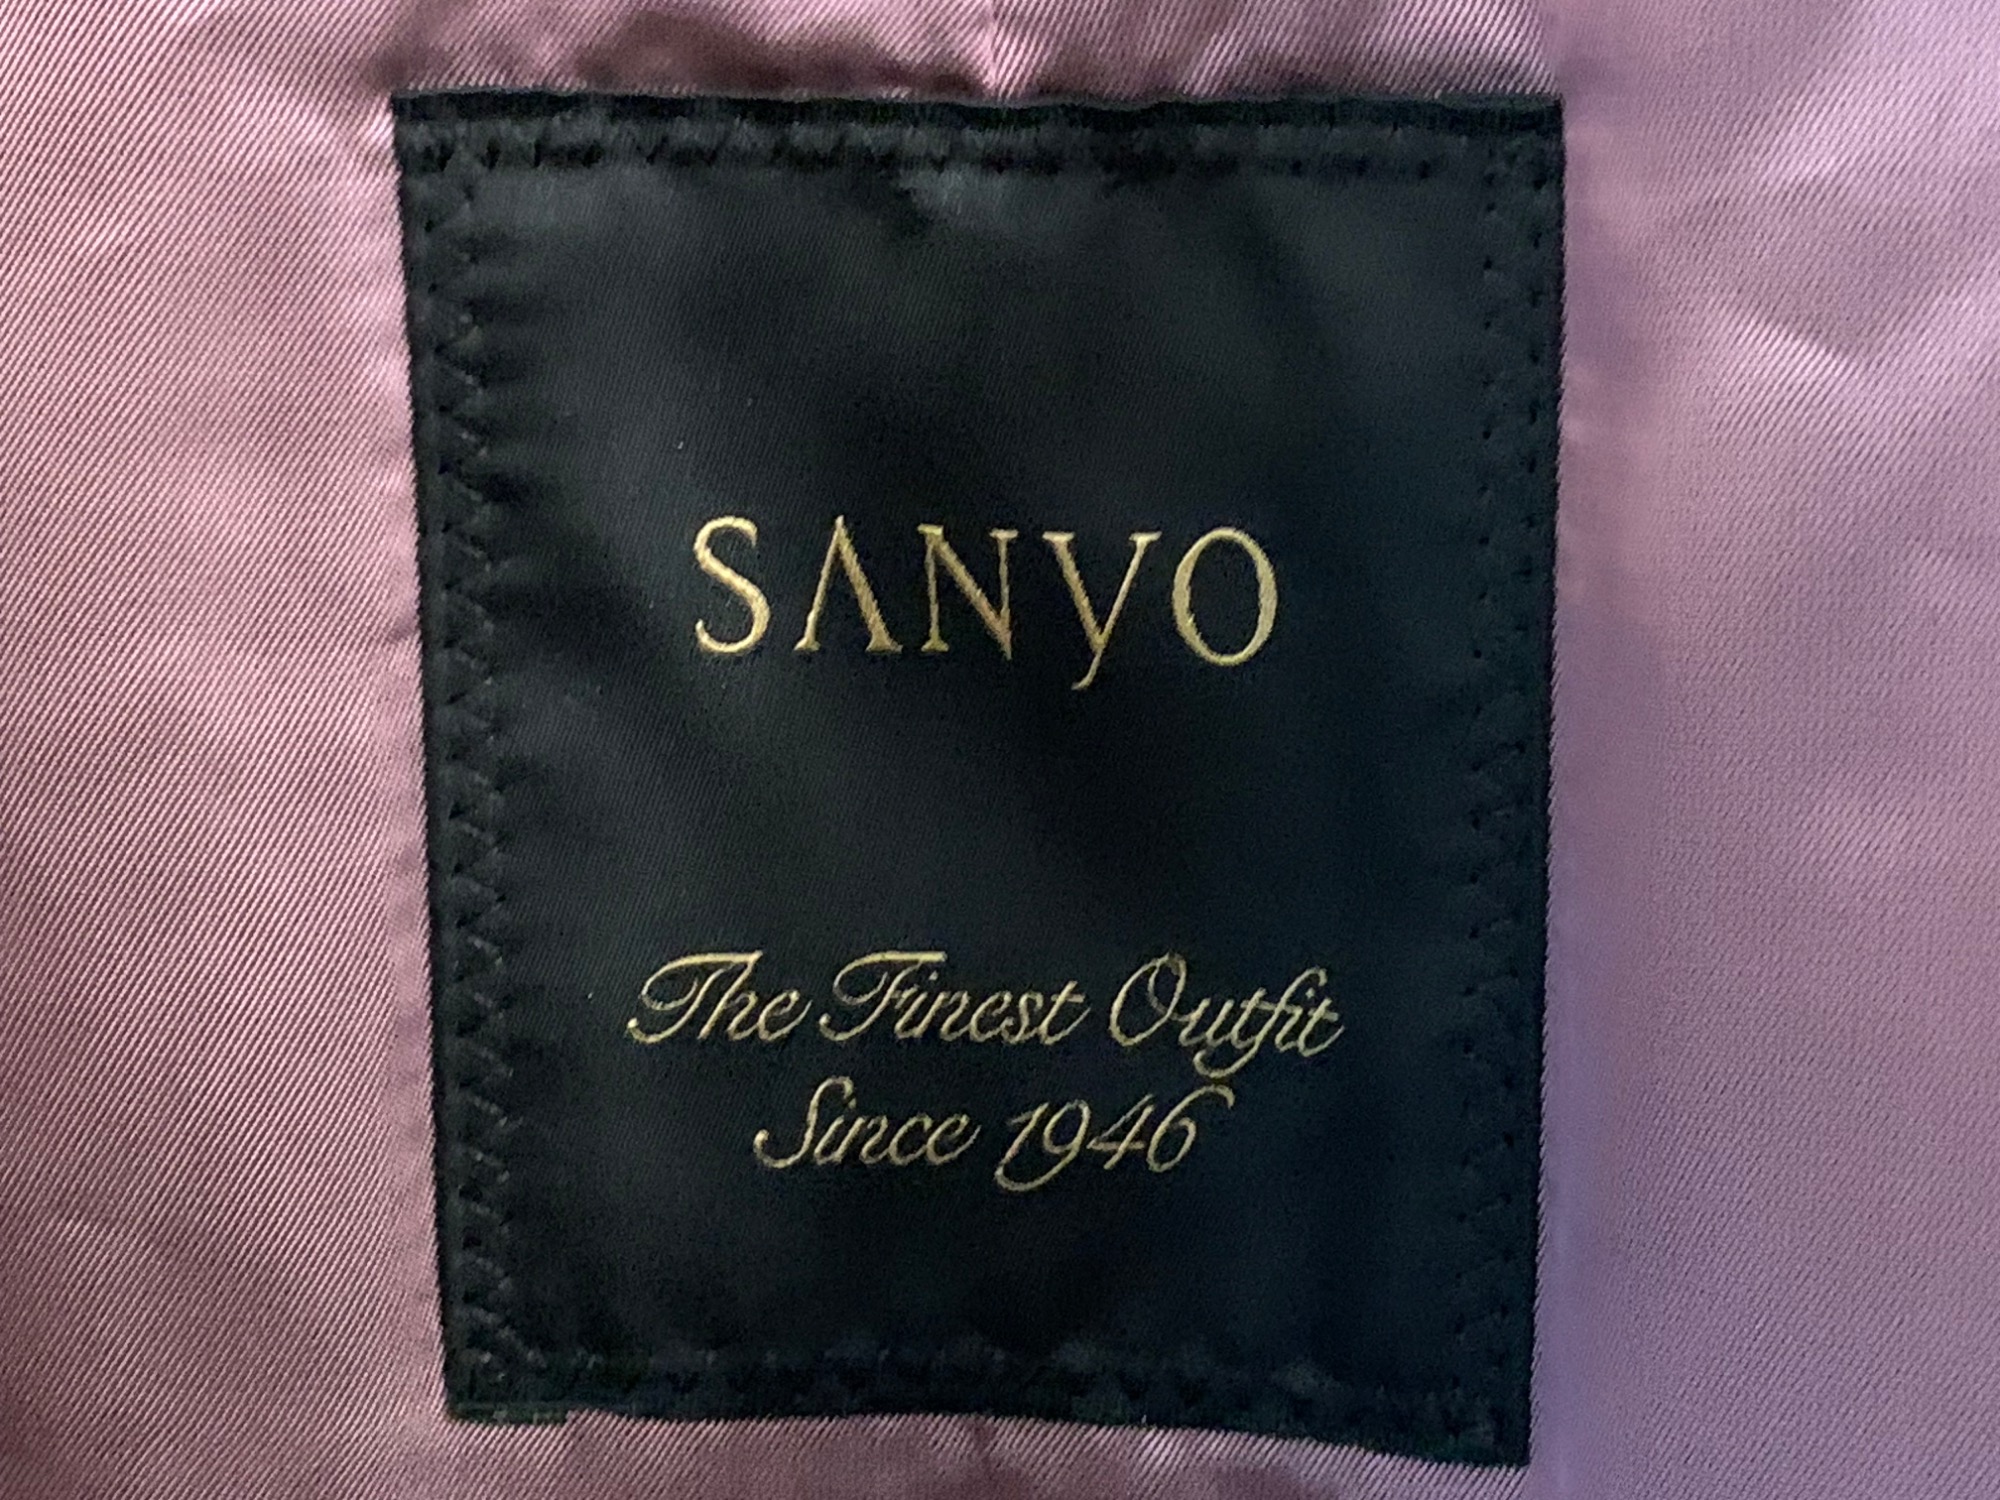 SANYO
The Finest Outfit
Since 1946